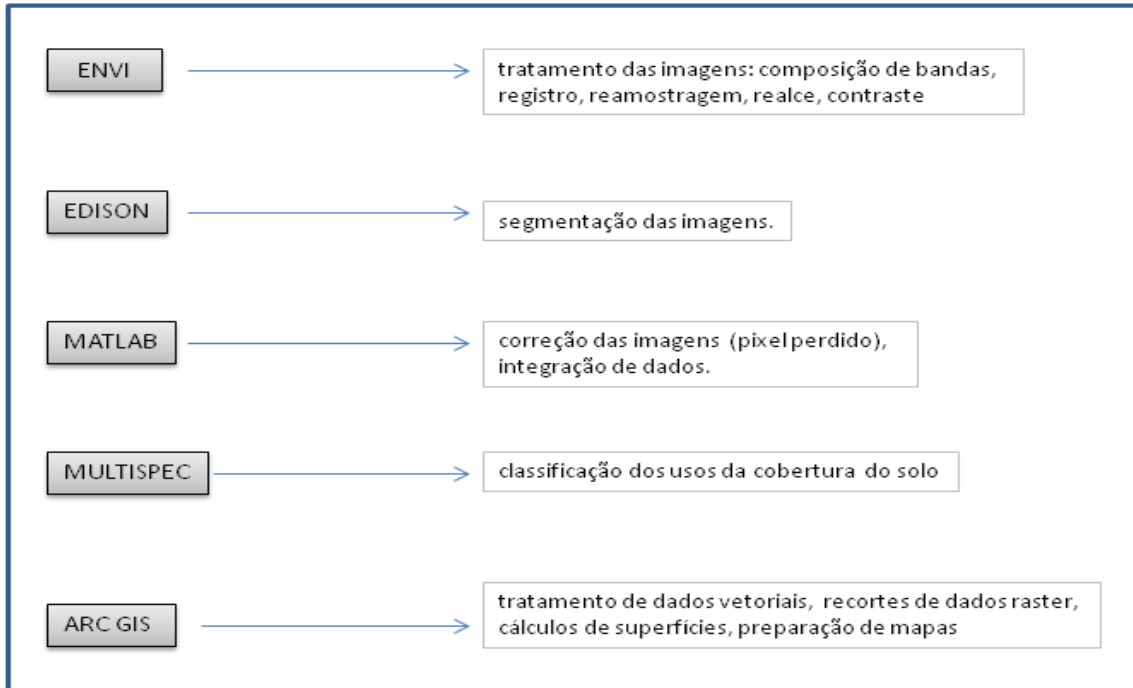 ENVI
tratamento das imagens: composição de bandas,
registro, reamostragem, realce, contraste
EDISON
segmentação das imagens.
MATLAB
correção das imagens (pixel perdido),
integração de dados.
MULTISPEC
classificação dos usos da cobertura do solo
ARC GIS
tratamento de dados vetoriais, recortes de dados raster,
cálculos de superfícies, preparação de mapas